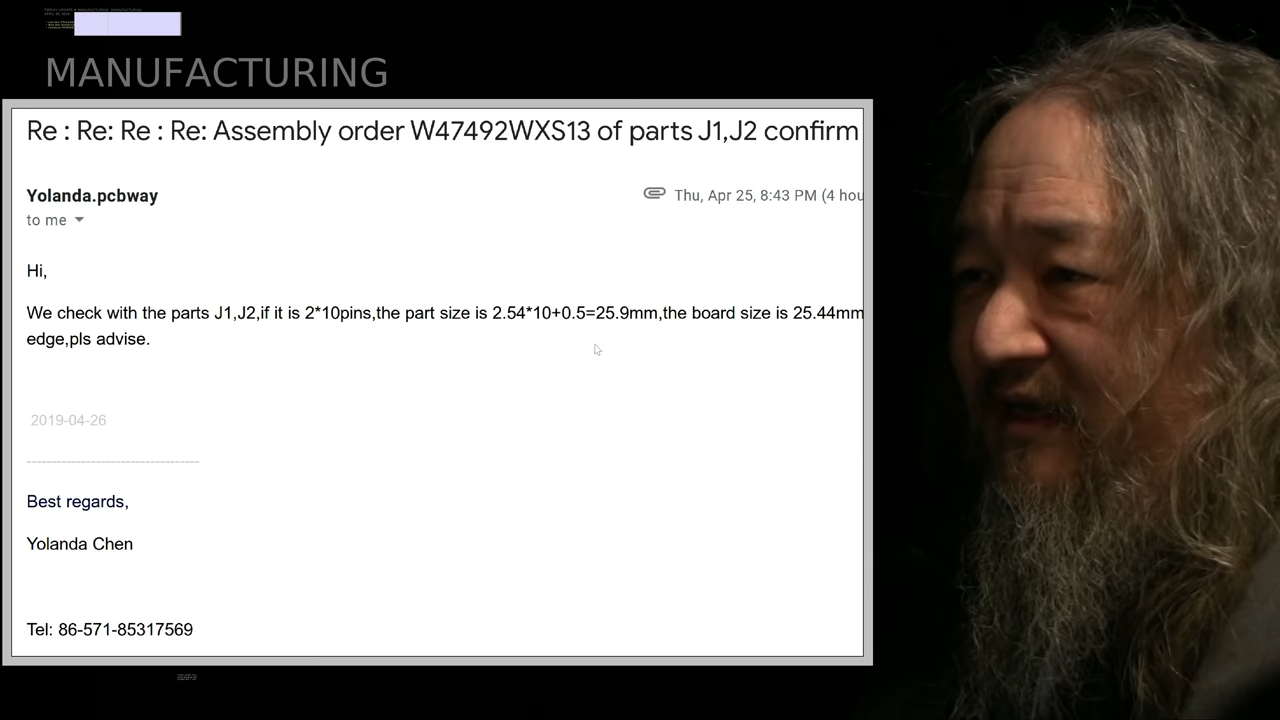 MANUFACTURING
Re : Re: Re : Re: Assembly order W47492WXS13 of parts J1,J2 confirm
Yolanda.pcbway
Thu, Apr 25, 8:43 PM (4 hou
to me
Hi,
We check with the parts J1,J2,if it is 2*10pins,the part size is 2.54*10+0.5=25.9mm,the board size is 25.44mm
edge,pls advise.
2019-04-26
----------------------------------
Best regards,
Yolanda Chen
Tel: 86-571-85317569